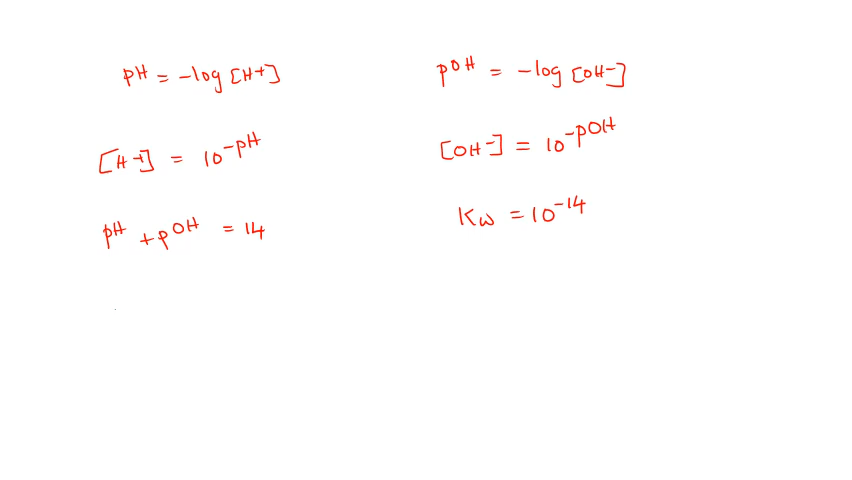 pH = -log [H+]
pOH = -log [OH-]
[H+] = 10^-pH
[OH-] = 10^-pOH
pH + pOH = 14
Kw = 10^-14